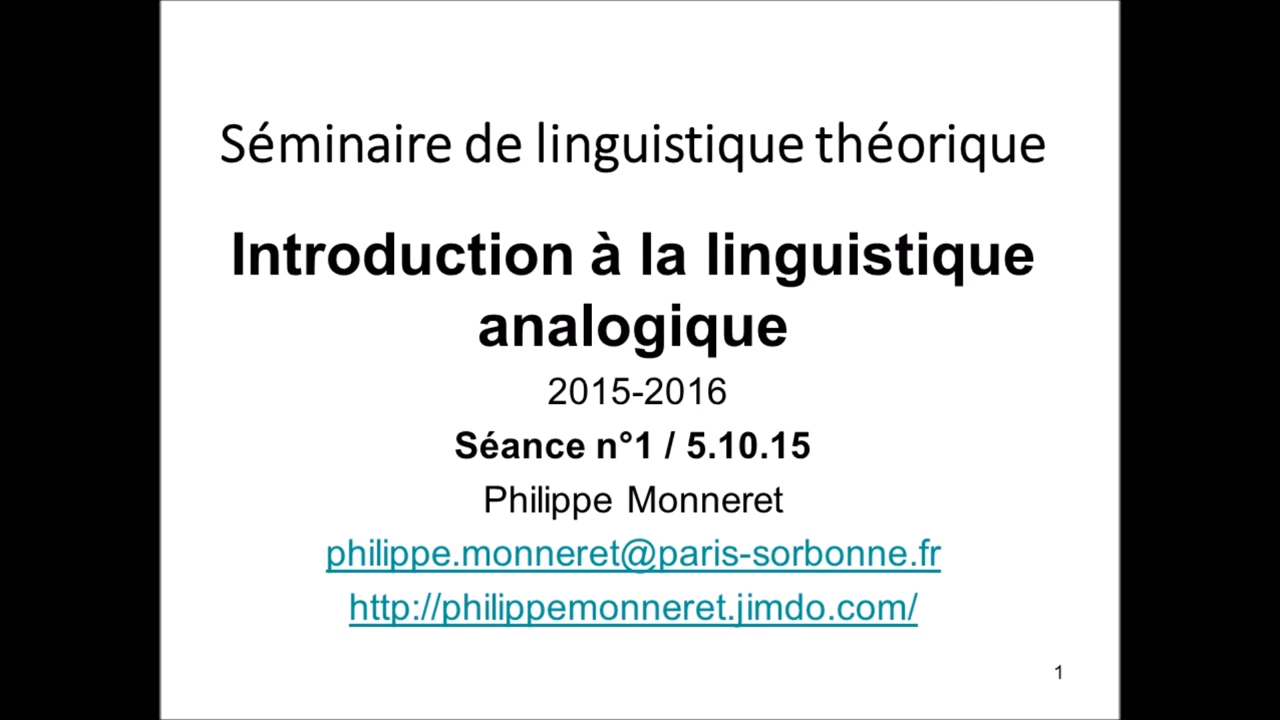 Séminaire de linguistique théorique
Introduction à la linguistique
analogique
2015-2016
Séance n°1 / 5.10.15
Philippe Monneret
philippe.monneret@paris-sorbonne.fr
http://philippemonneret.jimdo.com/
1